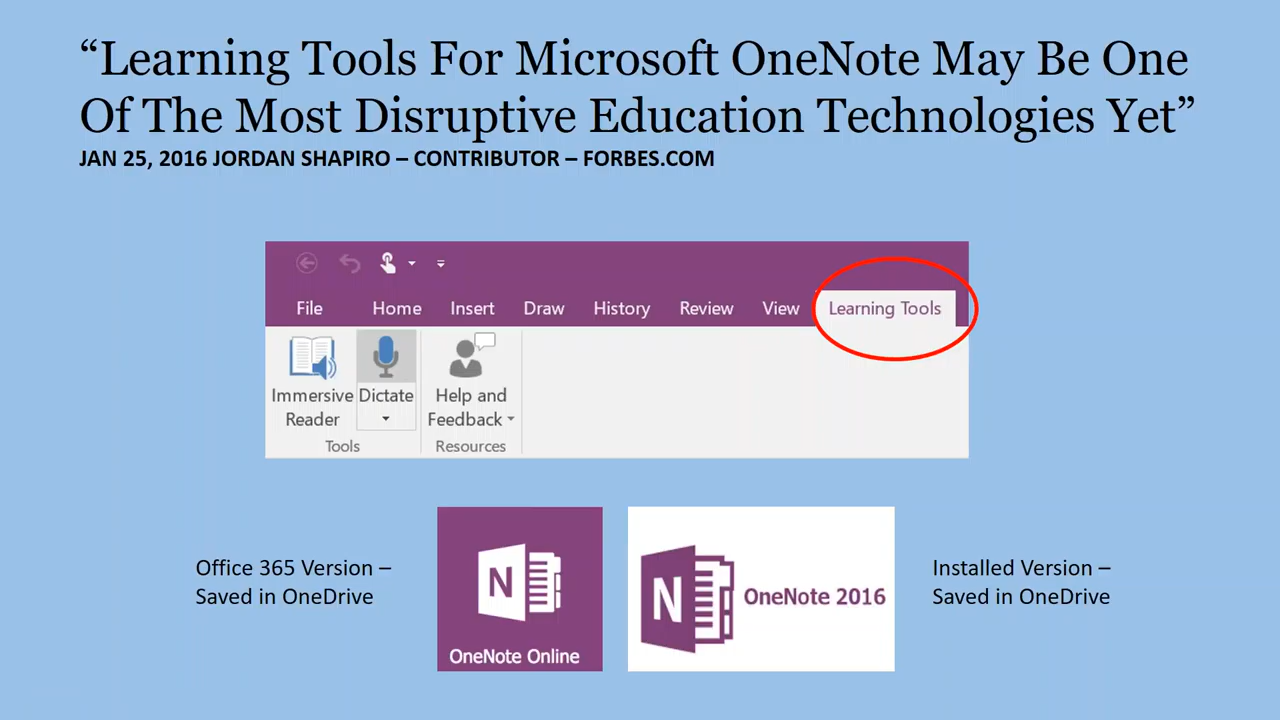 “Learning Tools For Microsoft OneNote May Be One
Of The Most Disruptive Education Technologies Yet”
JAN 25, 2016 JORDAN SHAPIRO – CONTRIBUTOR – FORBES.COM
File Home Insert Draw History Review View Learning Tools
Immersive Reader
Dictate
Help and Feedback
Tools
Resources
Office 365 Version –
Saved in OneDrive
N
OneNote Online
N
OneNote 2016
Installed Version –
Saved in OneDrive